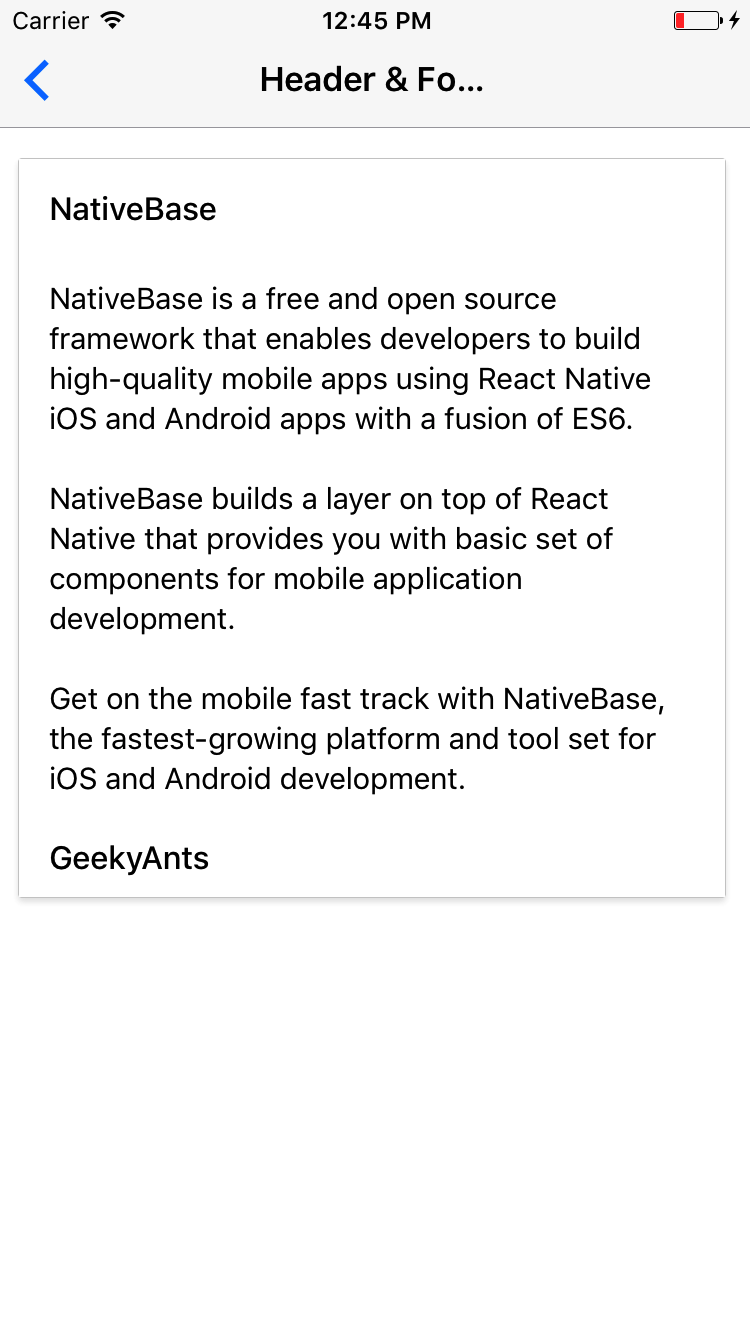 Carrier 12:45 PM
Header & Fo...
NativeBase
NativeBase is a free and open source
framework that enables developers to build
high-quality mobile apps using React Native
iOS and Android apps with a fusion of ES6.
NativeBase builds a layer on top of React
Native that provides you with basic set of
components for mobile application
development.
Get on the mobile fast track with NativeBase,
the fastest-growing platform and tool set for
iOS and Android development.
GeekyAnts